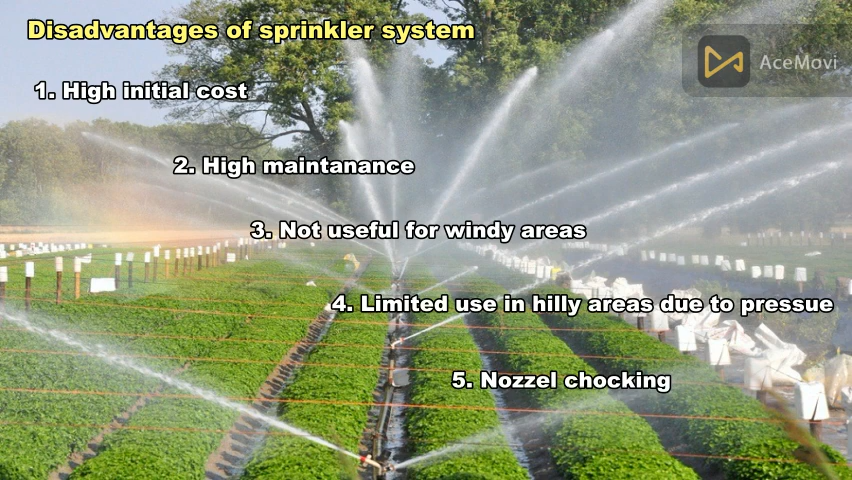 Disadvantages of sprinkler system
AceMovi
1. High initial cost
2. High maintanance
3. Not useful for windy areas
4. Limited use in hilly areas due to pressue
5. Nozzel chocking